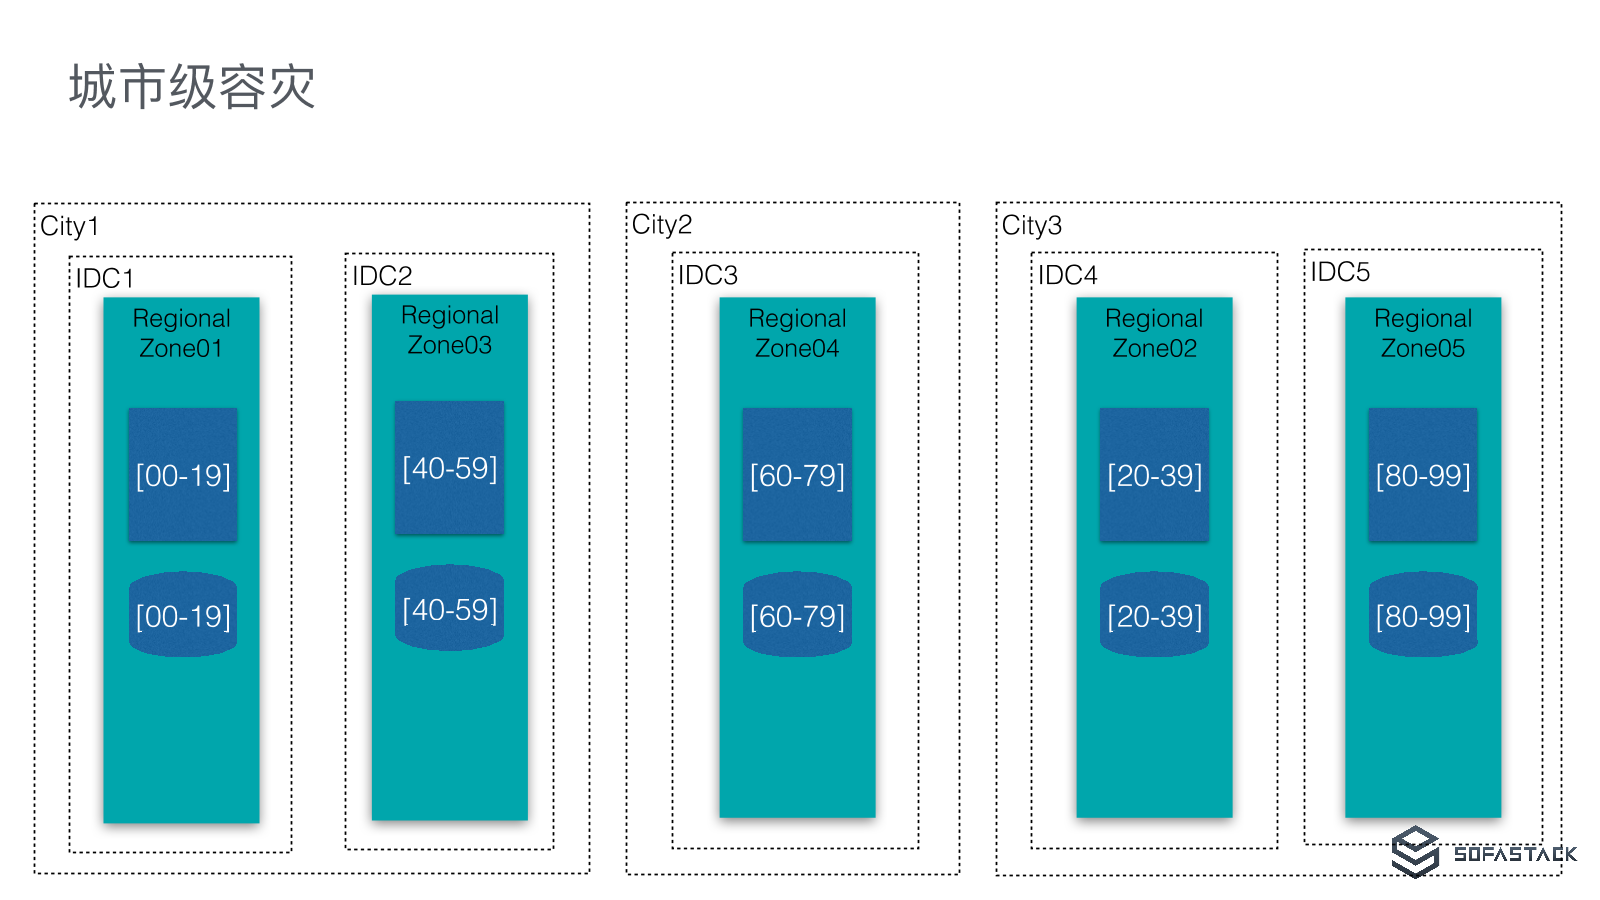 城市级容灾
City1
IDC1
Regional
Zone01
[00-19]
[00-19]
IDC2
Regional
Zone03
[40-59]
[40-59]
City2
IDC3
Regional
Zone04
[60-79]
[60-79]
City3
IDC4
Regional
Zone02
[20-39]
[20-39]
IDC5
Regional
Zone05
[80-99]
[80-99]
SOFASTACK